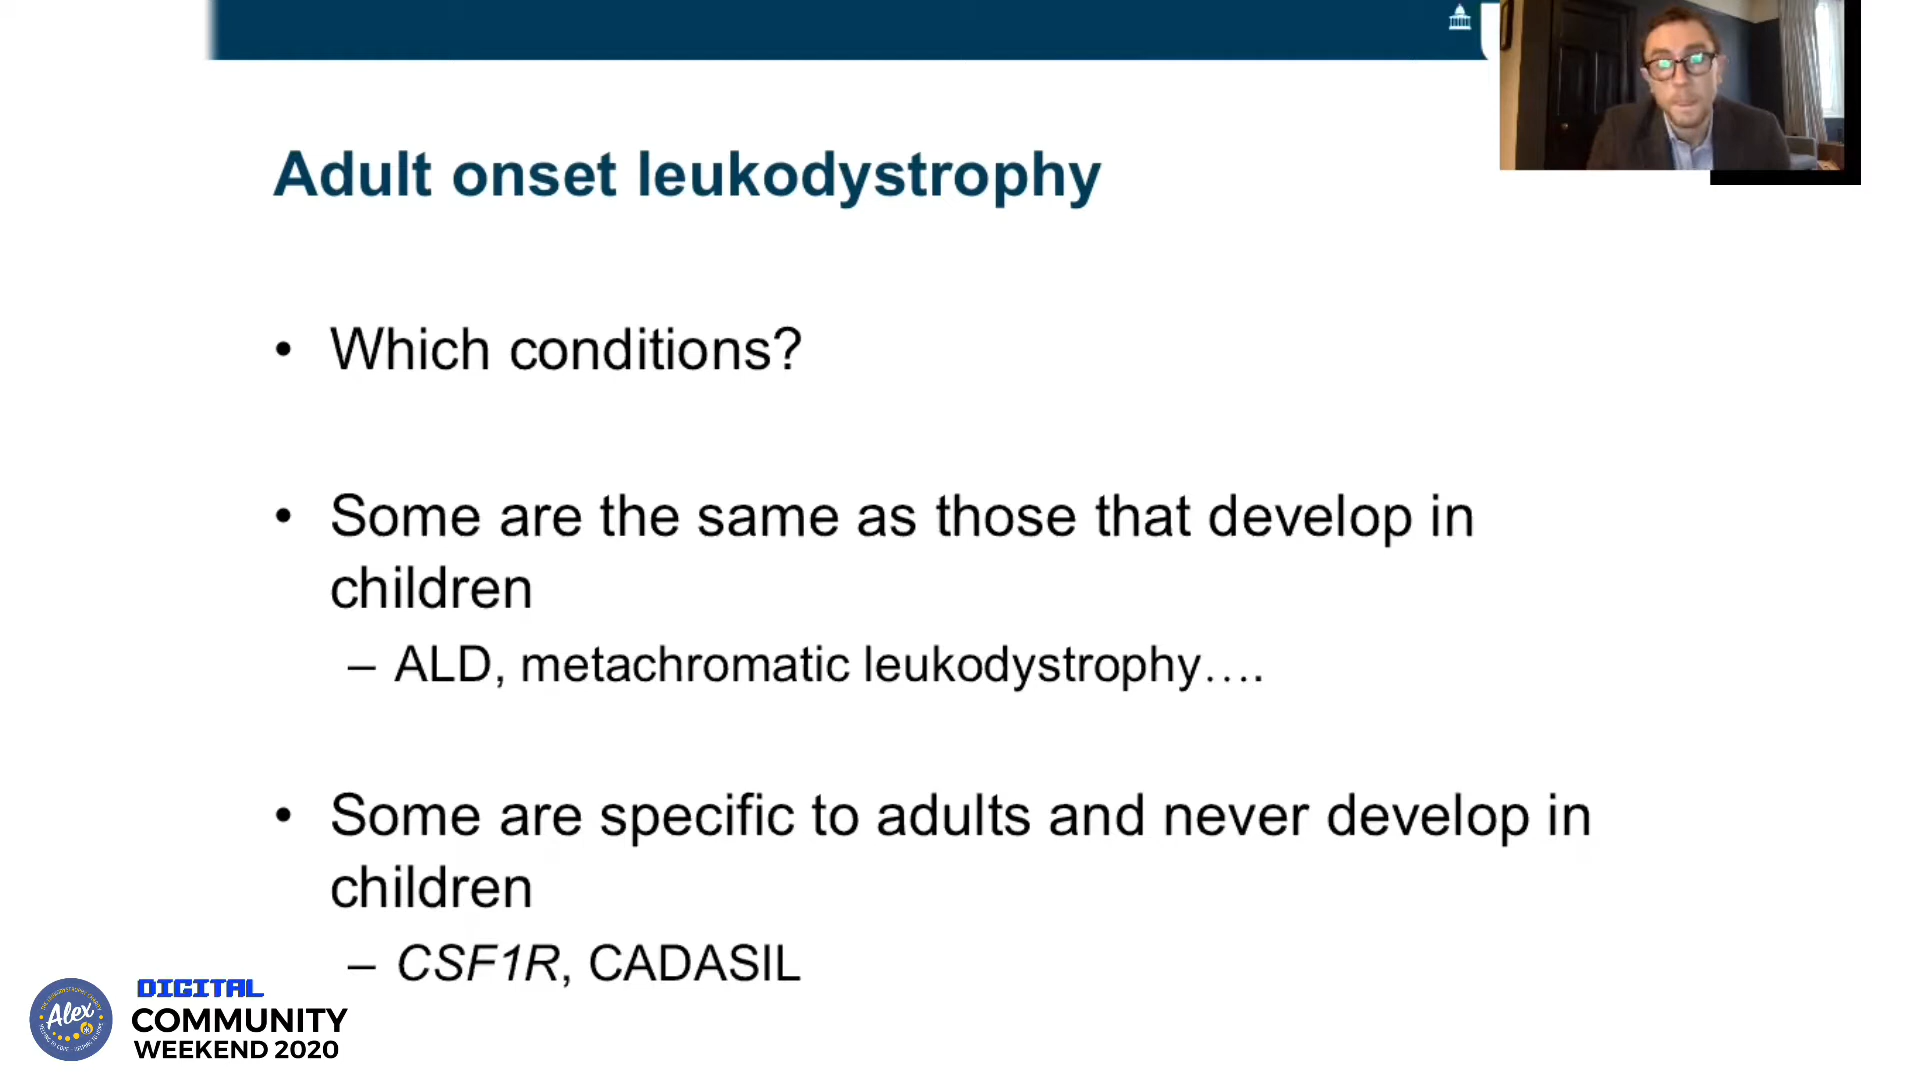 Adult onset leukodystrophy
• Which conditions?
• Some are the same as those that develop in
children
– ALD, metachromatic leukodystrophy….
• Some are specific to adults and never develop in
children
– CSF1R, CADASIL
Alex
DIGITAL
COMMUNITY
WEEKEND 2020